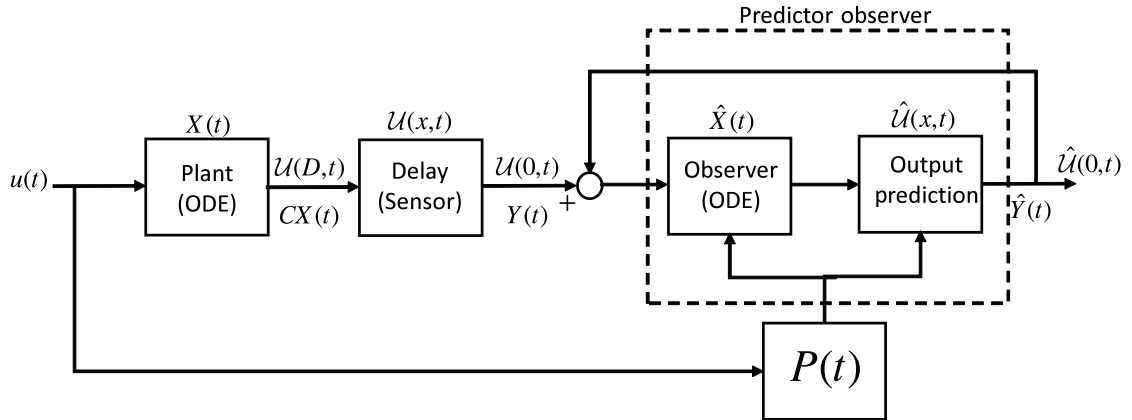 Predictor observer
X(t)
𝒰(x,t)
X̂(t)
𝒰̂(x,t)
u(t)
Plant
(ODE)
𝒰(D,t)
CX(t)
Delay
(Sensor)
𝒰(0,t)
Y(t)
+
Observer
(ODE)
Output
prediction
𝒰̂(0,t)
Ŷ(t)
P(t)